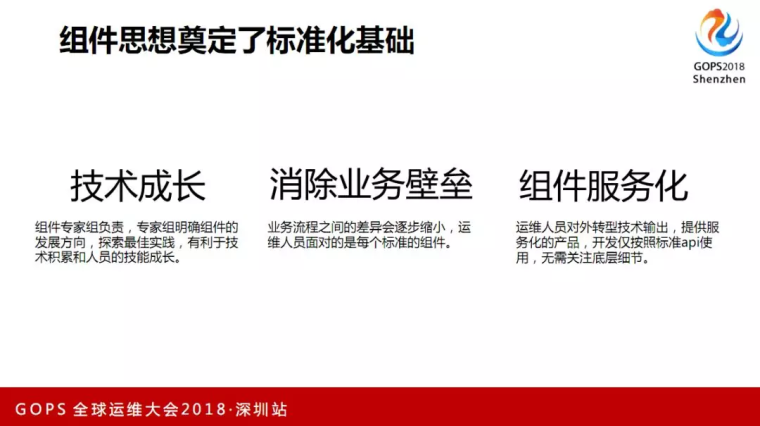 组件思想奠定了标准化基础
GOPS2018
Shenzhen
技术成长
组件专家组负责，专家组明确组件的
发展方向，探索最佳实践，有利于技
术积累和人员的技能成长。
消除业务壁垒
业务流程之间的差异会逐步缩小，运
维人员面对的是每个标准的组件。
组件服务化
运维人员对外转型技术输出，提供服
务化的产品，开发仅按照标准api使
用，无需关注底层细节。
GOPS 全球运维大会2018·深圳站